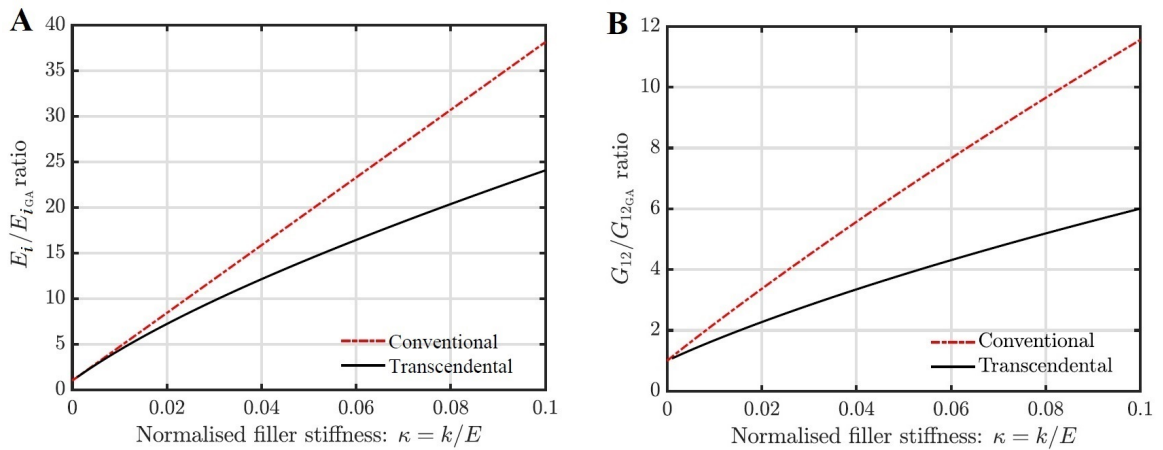 A
40
35
30
25
20
15
10
5
0
E_i/E_{i_{GA}} ratio
Conventional
Transcendental
0 0.02 0.04 0.06 0.08 0.1
Normalised filler stiffness: κ = k/E
B
12
10
8
6
4
2
0
G_{12}/G_{12_{GA}} ratio
Conventional
Transcendental
0 0.02 0.04 0.06 0.08 0.1
Normalised filler stiffness: κ = k/E